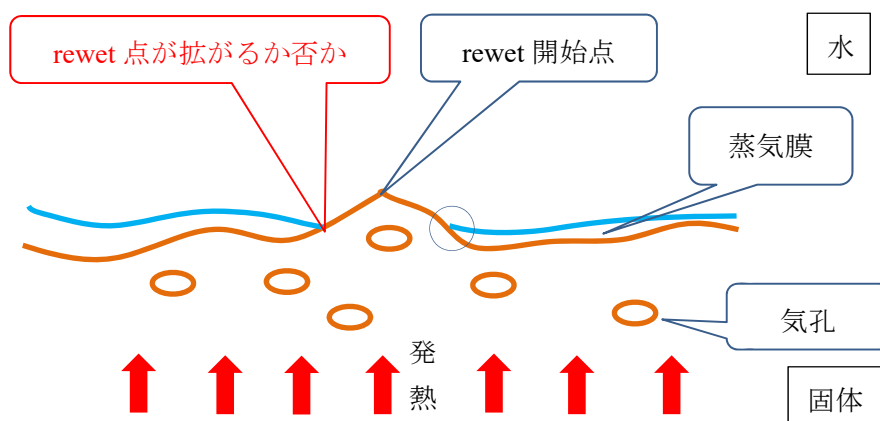 rewet 点が拡がるか否か
rewet 開始点
水
蒸気膜
気孔
発
熱
固体